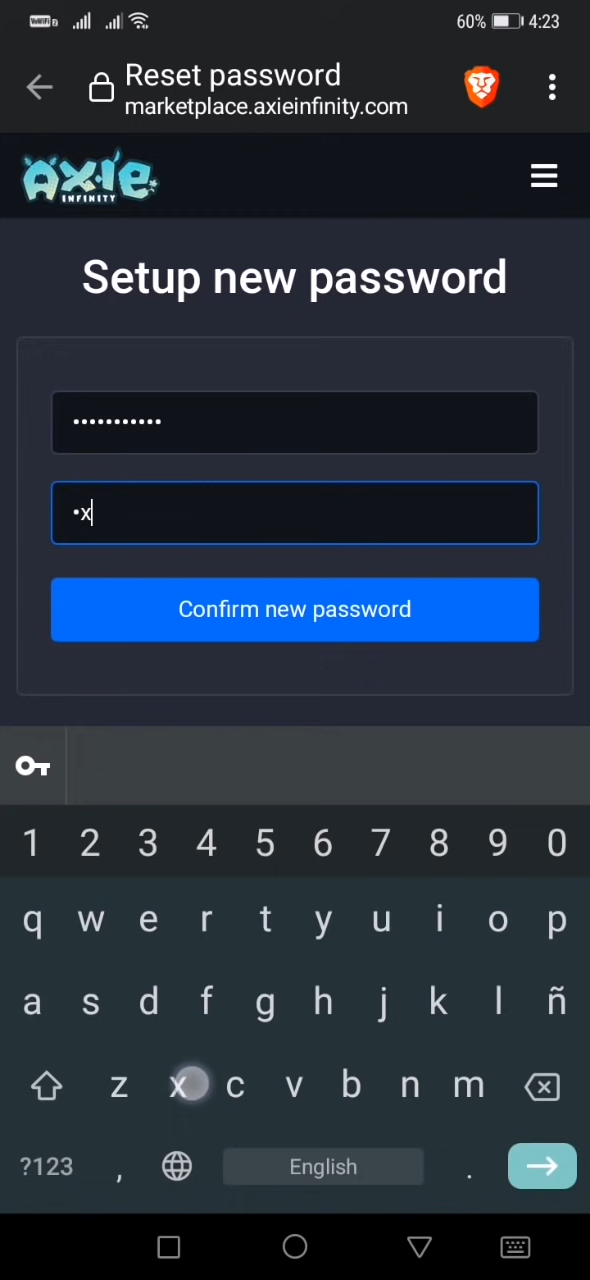 60% 4:23
Reset password
marketplace.axieinfinity.com
AXIE
INFINITY
Setup new password
•••••••••••
•x
Confirm new password
1 2 3 4 5 6 7 8 9 0
q w e r t y u i o p
a s d f g h j k l ñ
z x c v b n m
?123 , English .